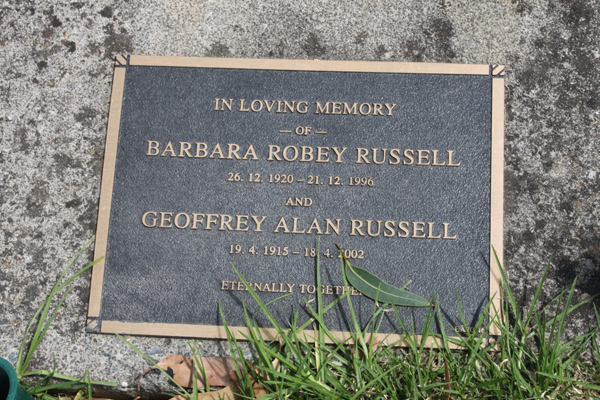 IN LOVING MEMORY
— OF —
BARBARA ROBEY RUSSELL
26. 12. 1920 – 21. 12. 1996
AND
GEOFFREY ALAN RUSSELL
19. 4. 1915 – 18. 4. 2002
ETERNALLY TOGETHER